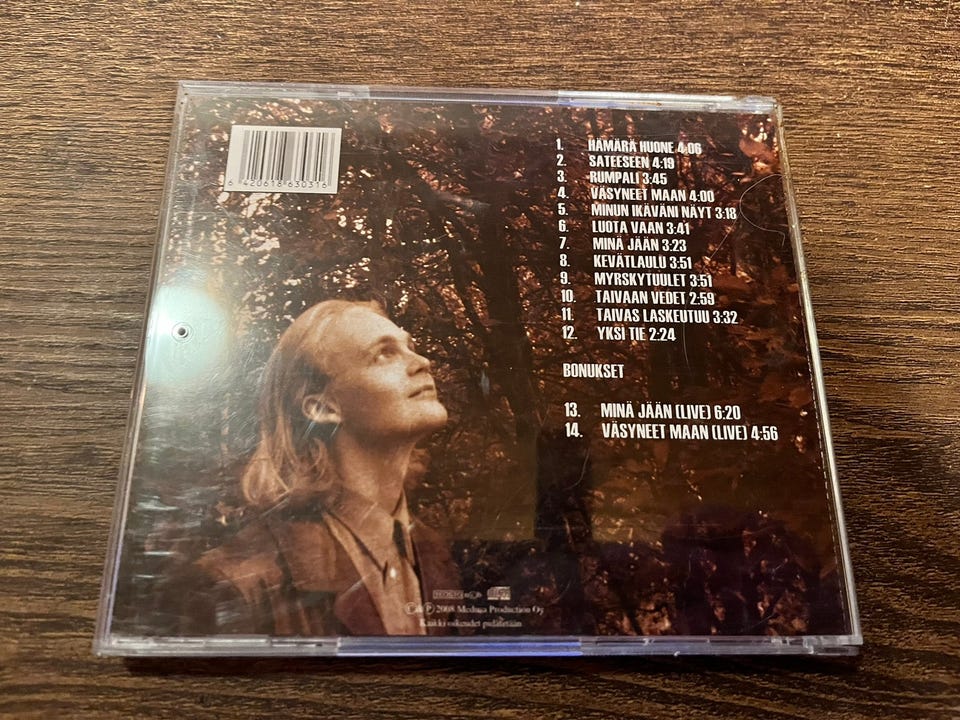 6 420618 630316
1. HÄMÄRÄ HUONE 4:06
2. SATEESEEN 4:19
3. RUMPALI 3:45
4. VÄSYNEET MAAN 4:00
5. MINUN IKÄVÄNI NÄYT 3:18
6. LUOTA VAAN 3:41
7. MINÄ JÄÄN 3:23
8. KEVÄTLAULU 3:51
9. MYRSKYTUULET 3:51
10. TAIVAAN VEDET 2:59
11. TAIVAS LASKEUTUU 3:32
12. YKSI TIE 2:24
BONUKSET
13. MINÄ JÄÄN (LIVE) 6:20
14. VÄSYNEET MAAN (LIVE) 4:56
2008 Medusa Production Oy
Kaikki oikeudet pidätetään